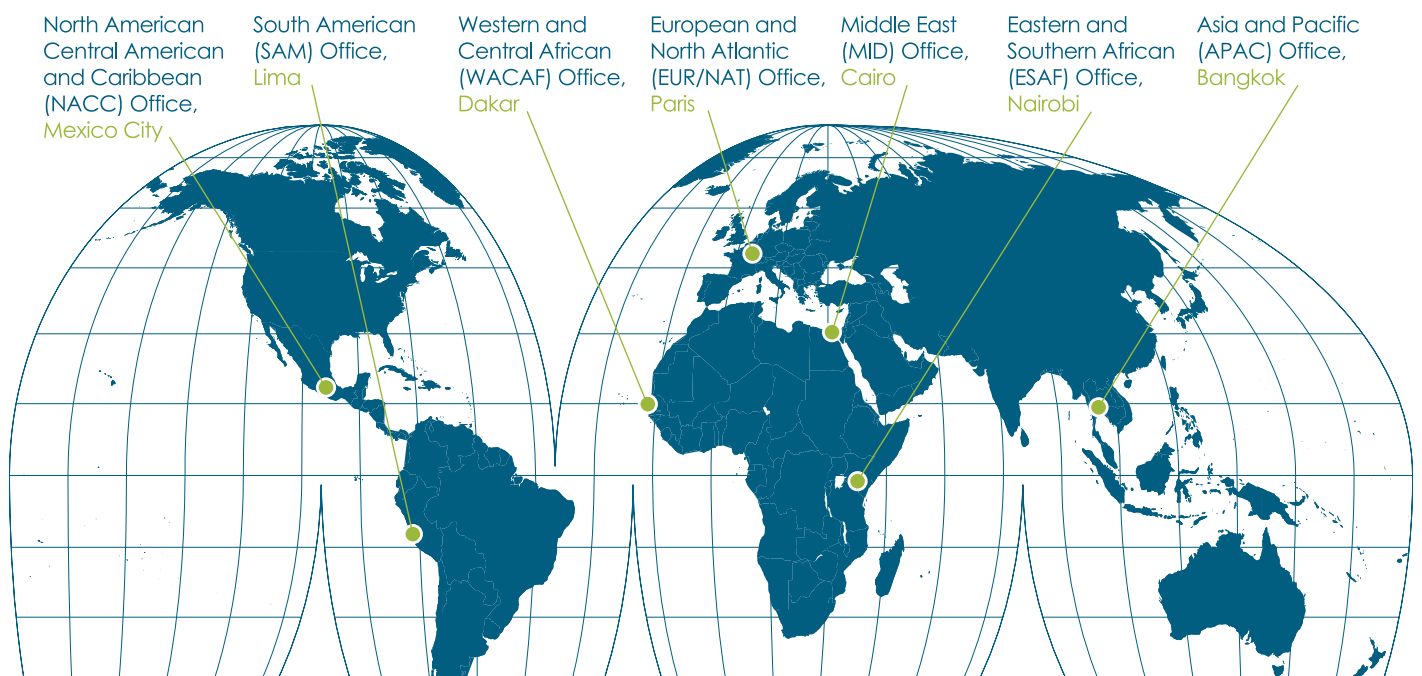 North American
Central American
and Caribbean
(NACC) Office,
Mexico City
South American
(SAM) Office,
Lima
Western and
Central African
(WACAF) Office,
Dakar
European and
North Atlantic
(EUR/NAT) Office,
Paris
Middle East
(MID) Office,
Cairo
Eastern and
Southern African
(ESAF) Office,
Nairobi
Asia and Pacific
(APAC) Office,
Bangkok